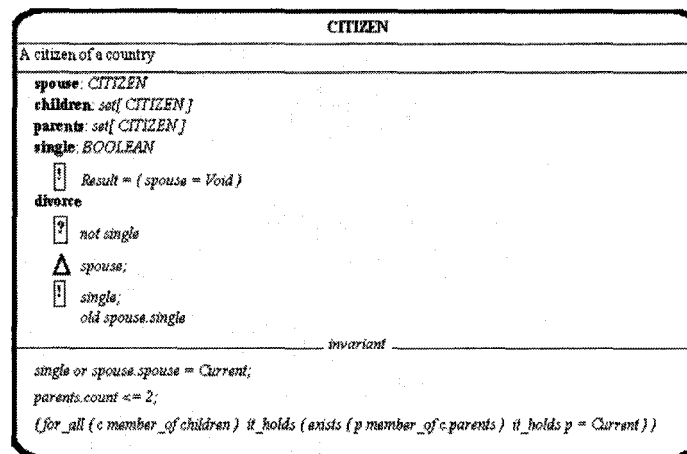 CITIZEN
A citizen of a country
spouse: CITIZEN
children: set[ CITIZEN ]
parents: set[ CITIZEN ]
single: BOOLEAN
! Result = ( spouse = Void )
divorce
? not single
Δ spouse;
! single;
old spouse.single
invariant
single or spouse.spouse = Current;
parents.count <= 2;
(for_all ( c member_of children ) it_holds ( exists ( p member_of c.parents ) it_holds p = Current ) )